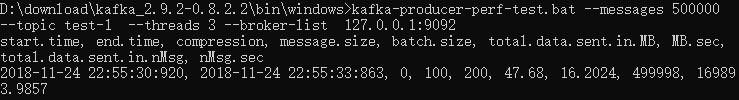 D:\download\kafka_2.9.2-0.8.2.2\bin\windows>kafka-producer-perf-test.bat --messages 500000
--topic test-1  --threads 3 --broker-list  127.0.0.1:9092
start.time, end.time, compression, message.size, batch.size, total.data.sent.in.MB, MB.sec,
total.data.sent.in.nMsg, nMsg.sec
2018-11-24 22:55:30:920, 2018-11-24 22:55:33:863, 0, 100, 200, 47.68, 16.2024, 499998, 16989
3.9857